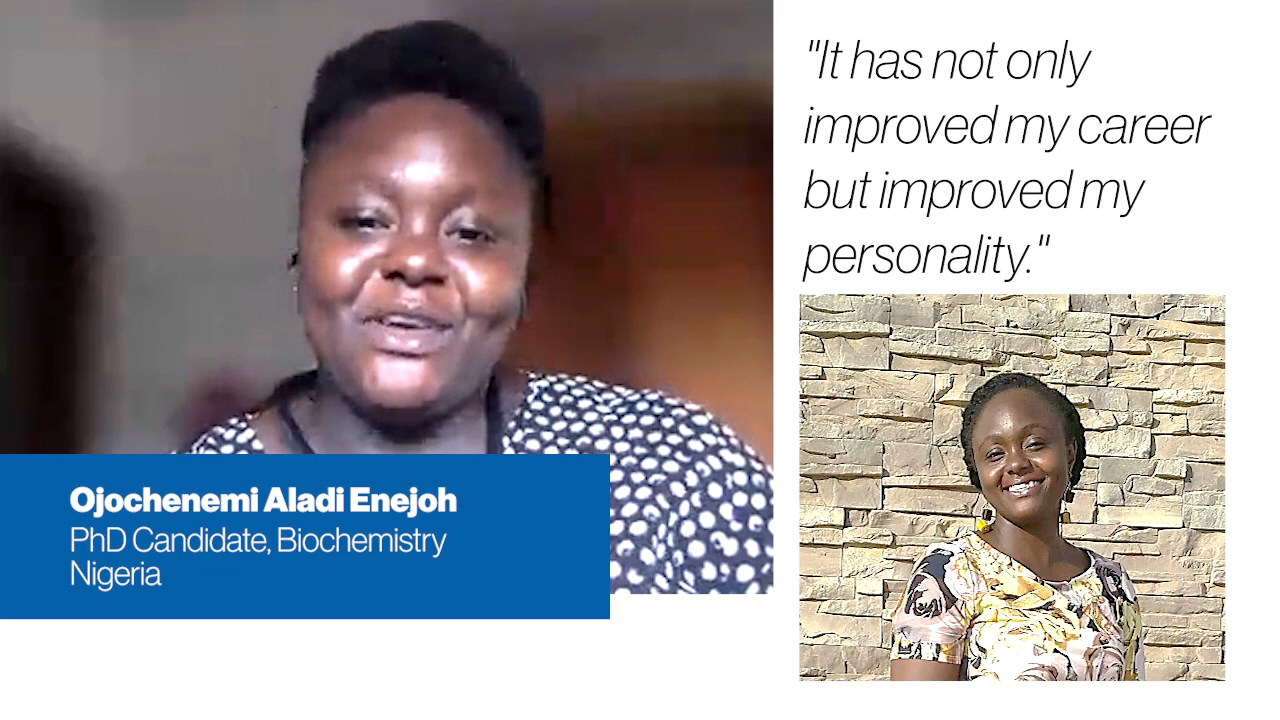 "It has not only
improved my career
but improved my
personality."
Ojochenemi Aladi Enejoh
PhD Candidate, Biochemistry
Nigeria